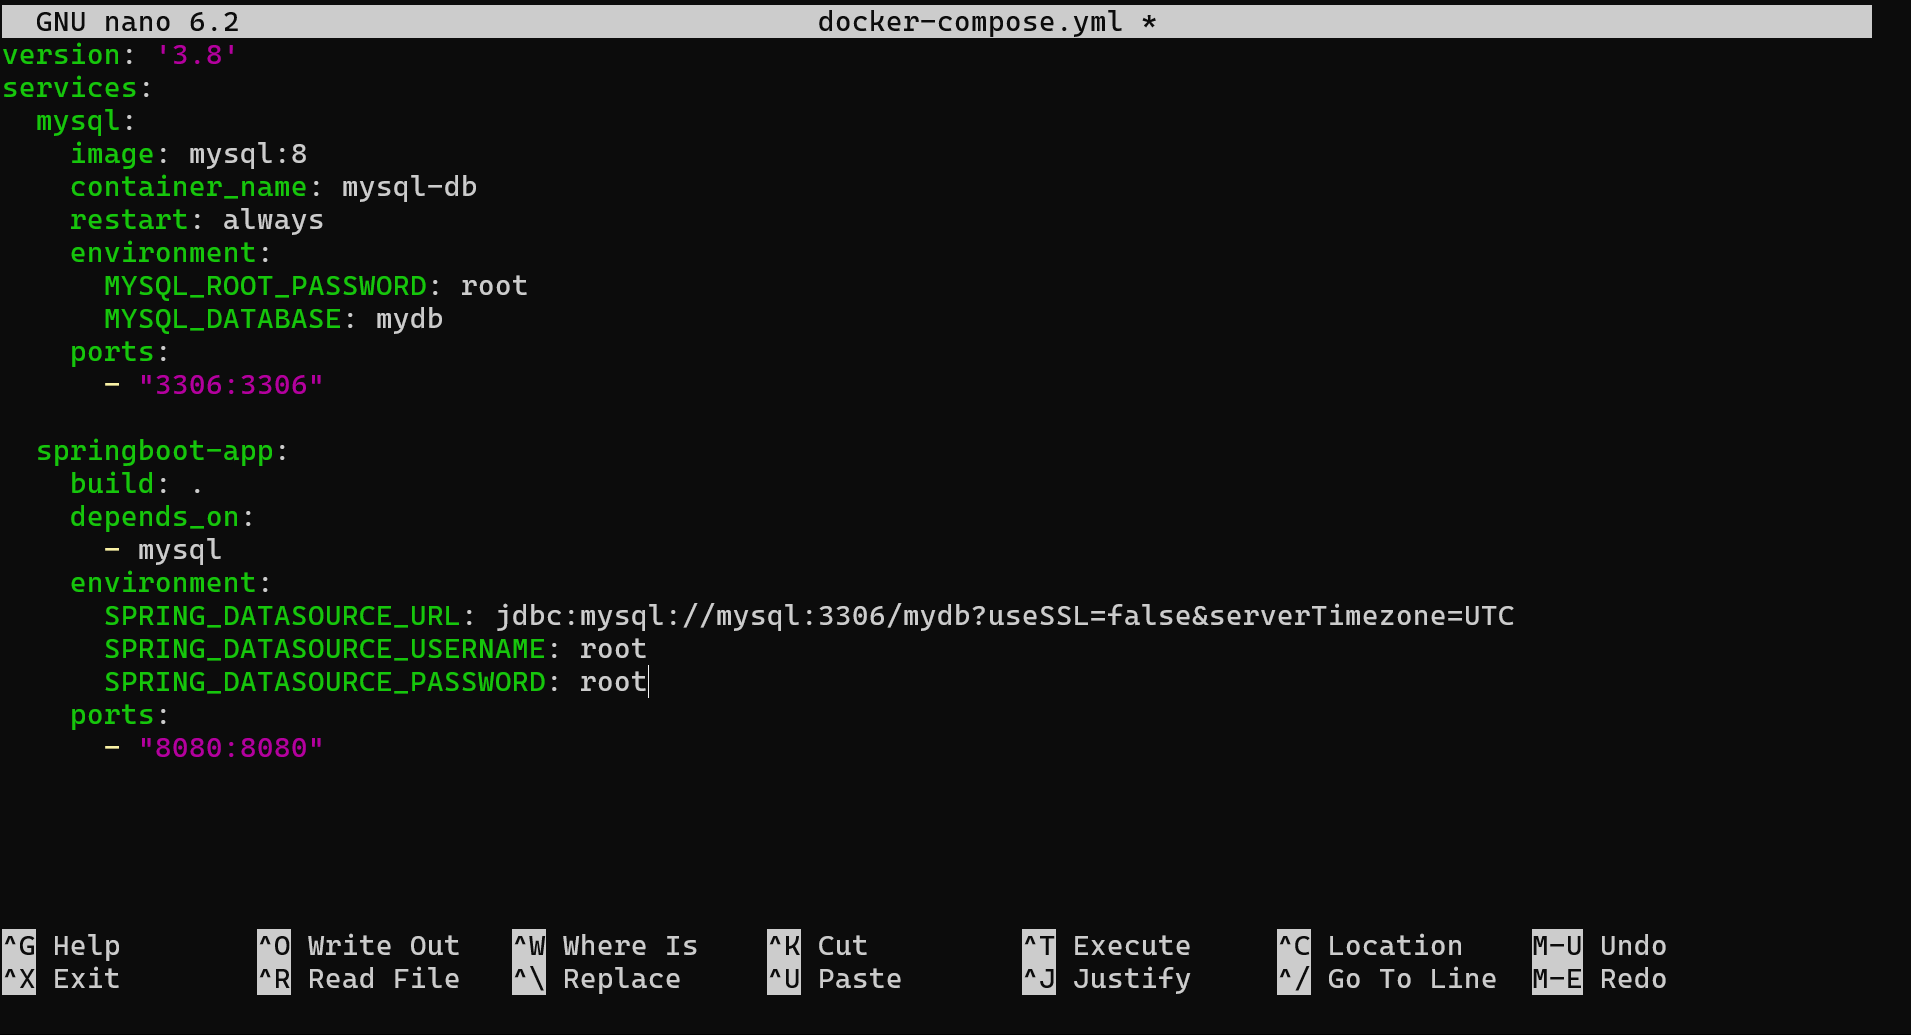 GNU nano 6.2 docker-compose.yml *
version: '3.8'
services:
  mysql:
    image: mysql:8
    container_name: mysql-db
    restart: always
    environment:
      MYSQL_ROOT_PASSWORD: root
      MYSQL_DATABASE: mydb
    ports:
      - "3306:3306"

  springboot-app:
    build: .
    depends_on:
      - mysql
    environment:
      SPRING_DATASOURCE_URL: jdbc:mysql://mysql:3306/mydb?useSSL=false&serverTimezone=UTC
      SPRING_DATASOURCE_USERNAME: root
      SPRING_DATASOURCE_PASSWORD: root
    ports:
      - "8080:8080"

^G Help ^O Write Out ^W Where Is ^K Cut ^T Execute ^C Location M-U Undo
^X Exit ^R Read File ^\ Replace ^U Paste ^J Justify ^/ Go To Line M-E Redo